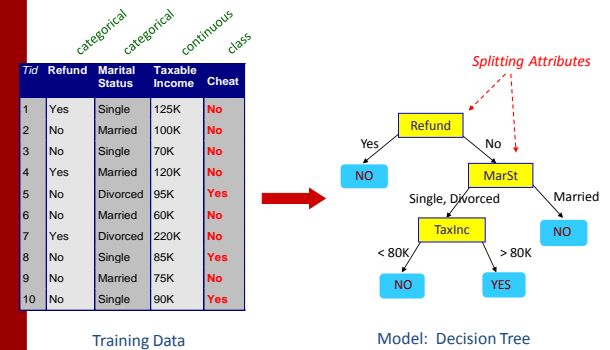 categorical categorical continuous class
Tid Refund Marital Status Taxable Income Cheat
1 Yes Single 125K No
2 No Married 100K No
3 No Single 70K No
4 Yes Married 120K No
5 No Divorced 95K Yes
6 No Married 60K No
7 Yes Divorced 220K No
8 No Single 85K Yes
9 No Married 75K No
10 No Single 90K Yes
Training Data
Splitting Attributes
Refund
Yes No
NO MarSt
Single, Divorced Married
TaxInc NO
< 80K > 80K
NO YES
Model: Decision Tree